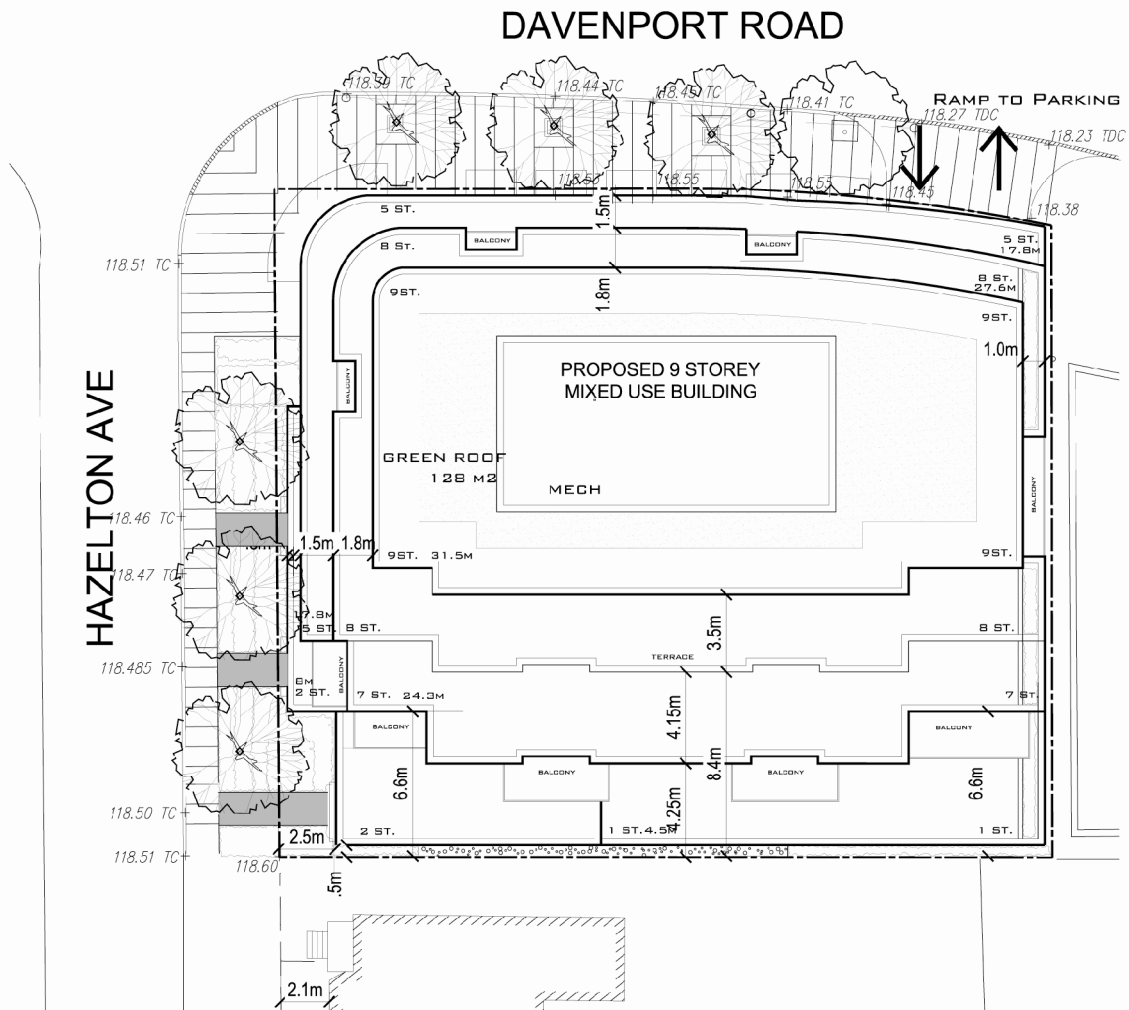 DAVENPORT ROAD
118.39 TC
118.44 TC
118.45 TC
118.41 TC
RAMP TO PARKING
118.27 TDC
118.23 TDC
118.55
118.55
118.45
118.38
5 ST.
1.5m
8 ST.
BALCONY
BALCONY
5 ST.
17.8M
118.51 TC
8 ST.
27.6M
9ST.
1.8m
9ST.
1.0m
PROPOSED 9 STOREY
MIXED USE BUILDING
BALCONY
HAZELTON AVE
GREEN ROOF
128 M2
MECH
BALCONY
118.46 TC
1.5m
1.8m
9ST. 31.5M
9ST.
118.47 TC
17.8M
5 ST.
8 ST.
3.5m
8 ST.
TERRACE
118.485 TC
BALCONY
8M
2 ST.
7 ST. 24.3M
7 ST.
4.15m
BALCONY
BALCONY
8.4m
BALCONY
BALCONY
6.6m
6.6m
4.25m
118.50 TC
2 ST.
1 ST.4.5M
1 ST.
2.5m
118.51 TC
118.60
.5m
2.1m